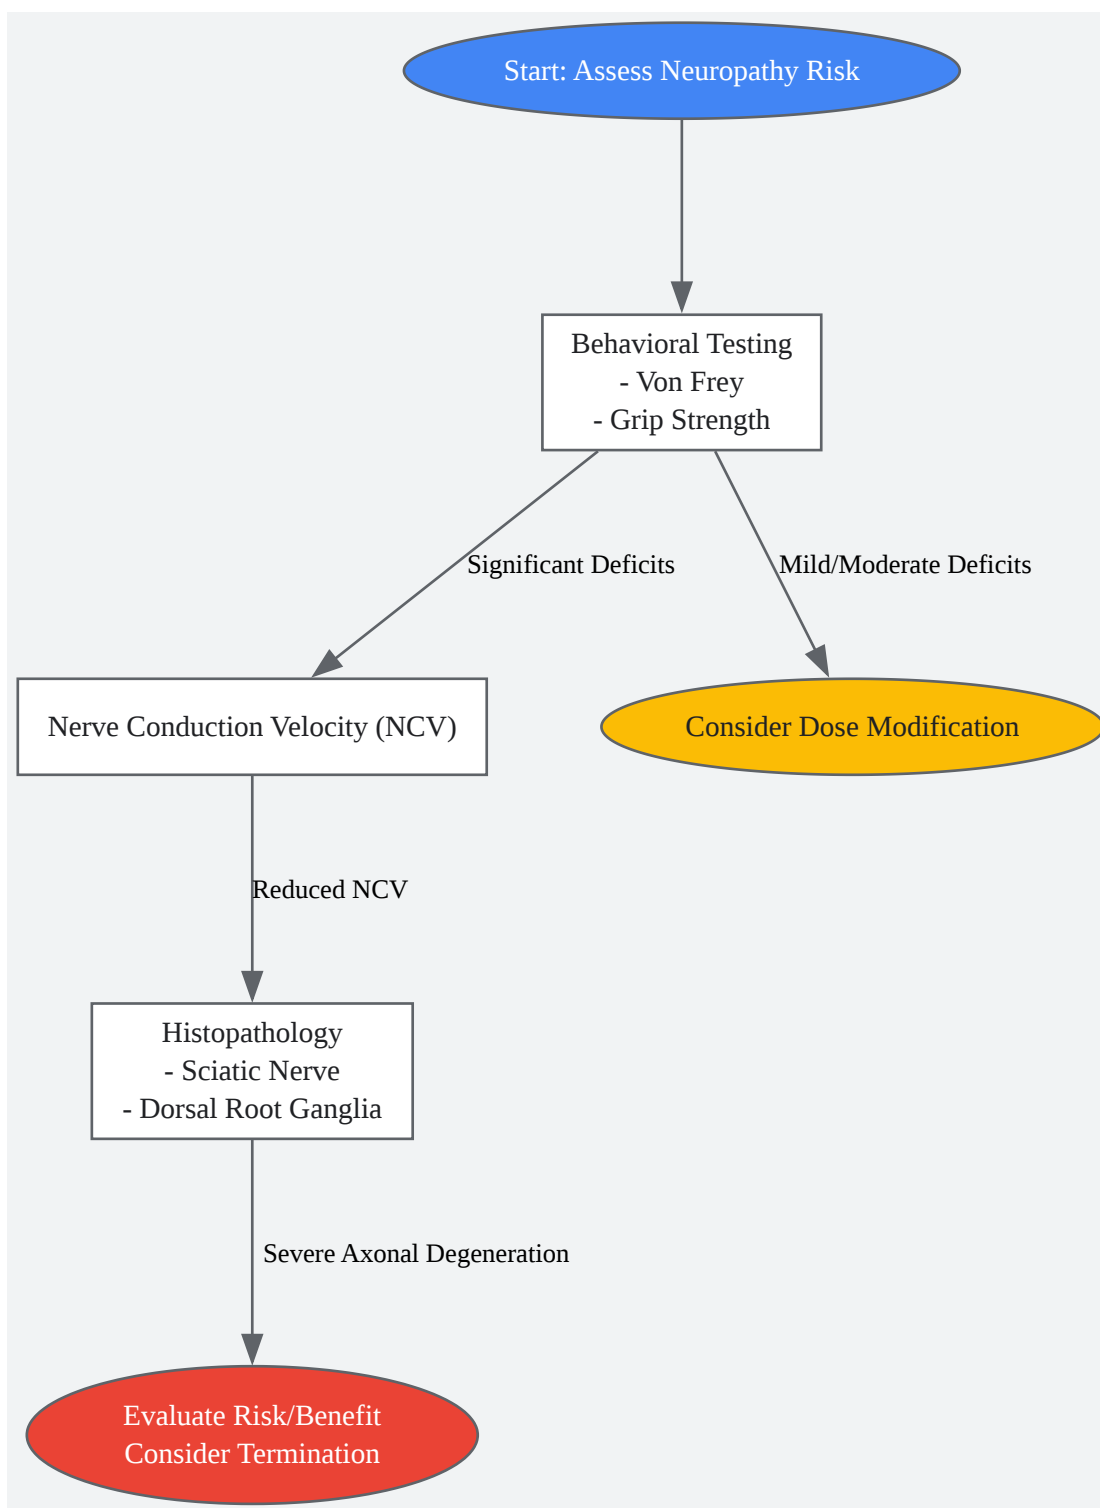 Start: Assess Neuropathy Risk
Behavioral Testing
- Von Frey
- Grip Strength
Significant Deficits
Mild/Moderate Deficits
Nerve Conduction Velocity (NCV)
Consider Dose Modification
Reduced NCV
Histopathology
- Sciatic Nerve
- Dorsal Root Ganglia
Severe Axonal Degeneration
Evaluate Risk/Benefit
Consider Termination